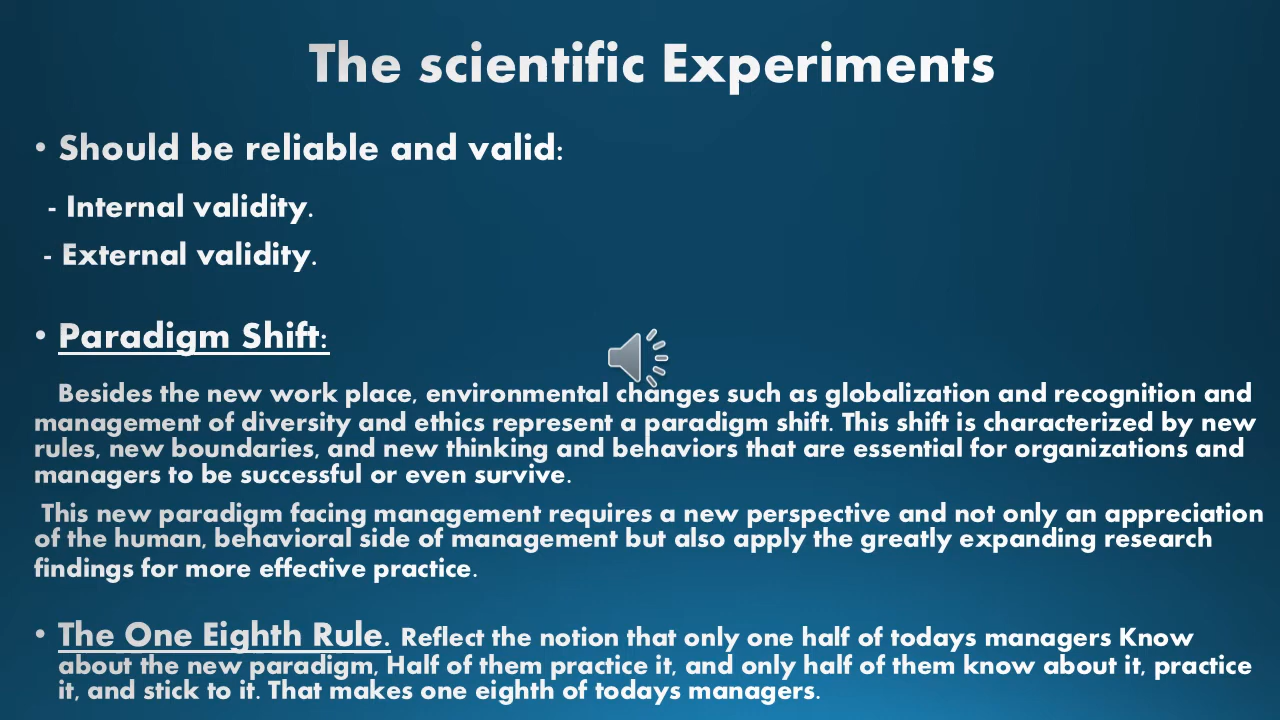 The scientific Experiments
• Should be reliable and valid:
- Internal validity.
- External validity.
• Paradigm Shift:
Besides the new work place, environmental changes such as globalization and recognition and
management of diversity and ethics represent a paradigm shift. This shift is characterized by new
rules, new boundaries, and new thinking and behaviors that are essential for organizations and
managers to be successful or even survive.
This new paradigm facing management requires a new perspective and not only an appreciation
of the human, behavioral side of management but also apply the greatly expanding research
findings for more effective practice.
• The One Eighth Rule. Reflect the notion that only one half of todays managers Know
about the new paradigm, Half of them practice it, and only half of them know about it, practice
it, and stick to it. That makes one eighth of todays managers.